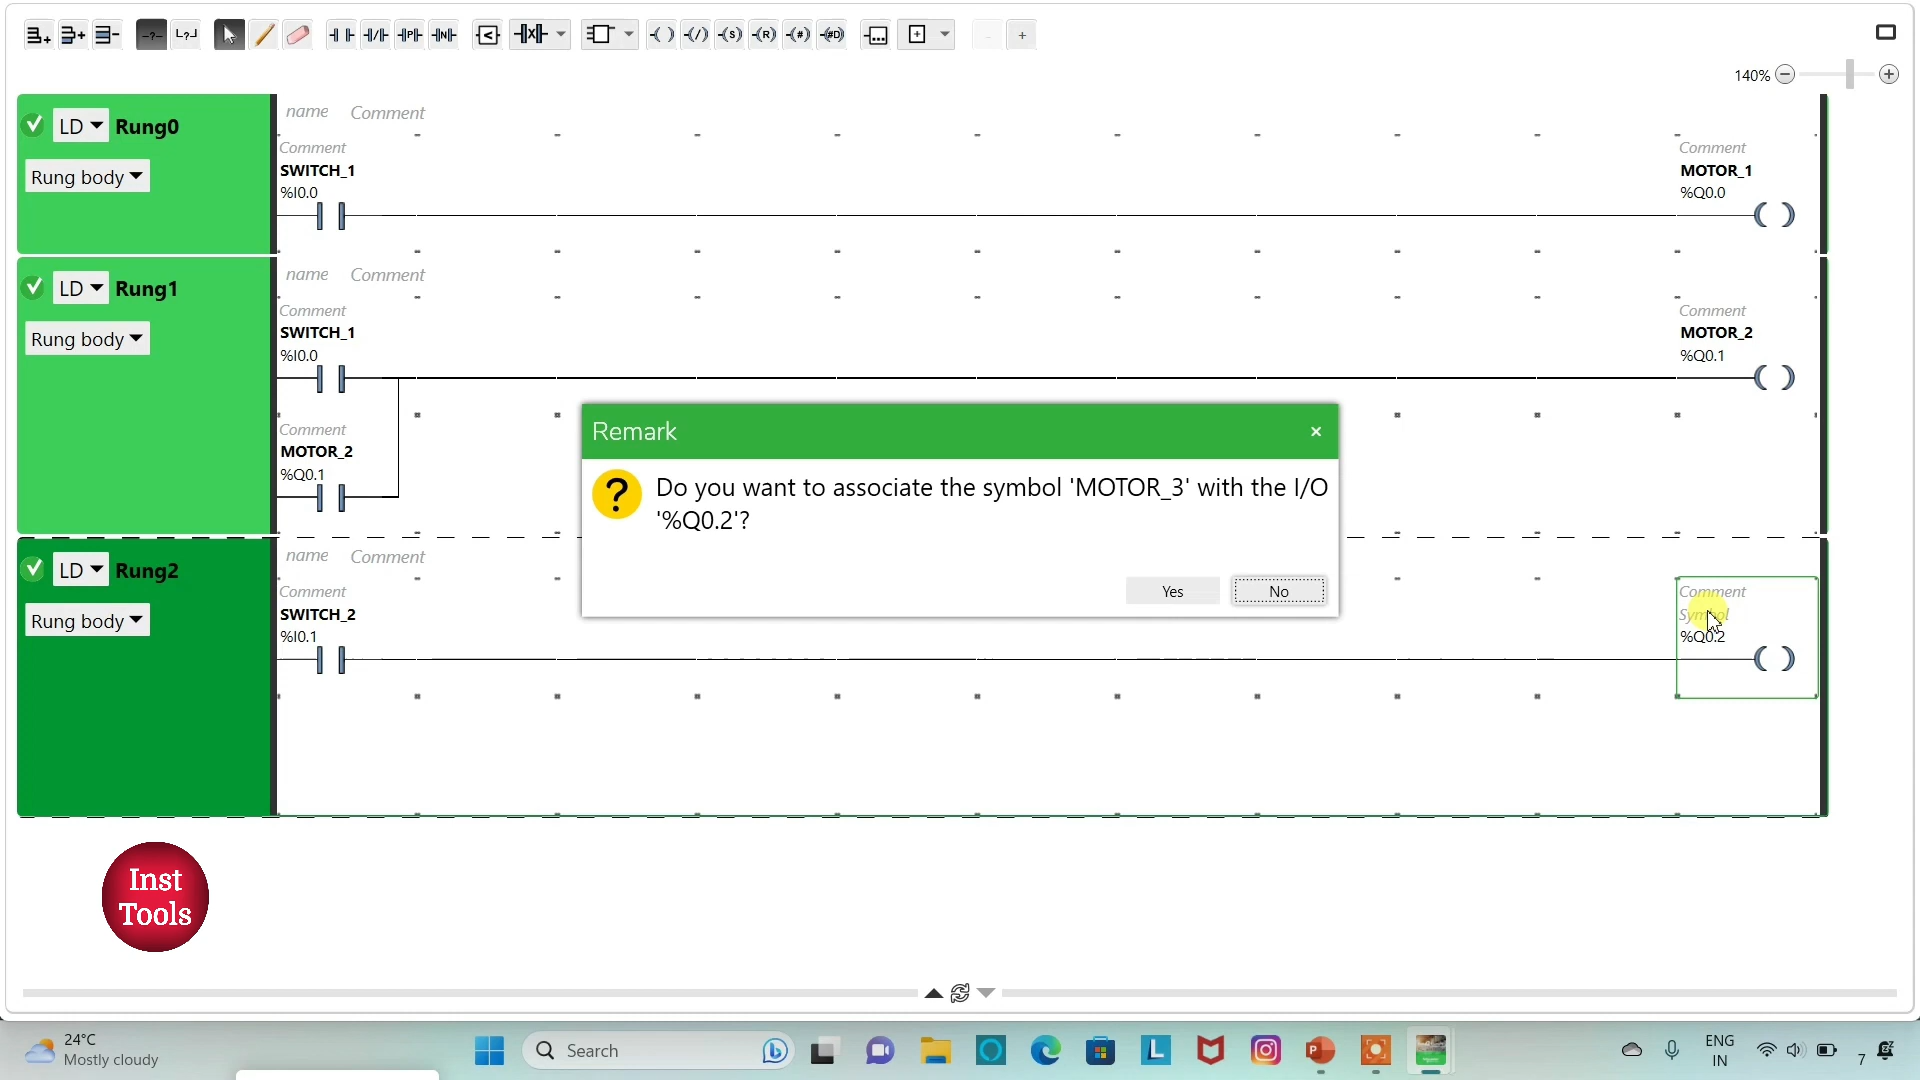 140%
LD Rung0
name Comment
Comment
SWITCH_1
%I0.0
Rung body
Comment
MOTOR_1
%Q0.0
LD Rung1
name Comment
Comment
SWITCH_1
%I0.0
Rung body
Comment
MOTOR_2
%Q0.1
Comment
MOTOR_2
%Q0.1
Remark
Do you want to associate the symbol 'MOTOR_3' with the I/O
'%Q0.2'?
Yes
No
LD Rung2
name Comment
Comment
SWITCH_2
%I0.1
Rung body
Comment
Symbol
%Q0.2
Inst
Tools
24°C
Mostly cloudy
Search
ENG
IN
7